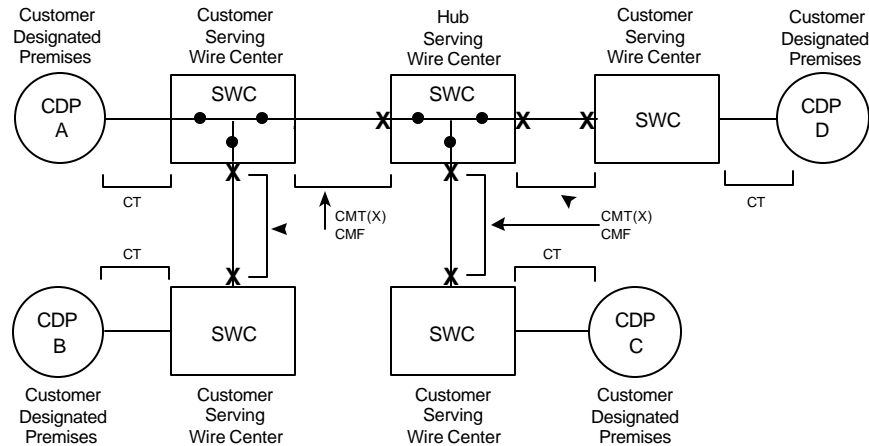 Customer
Designated
Premises
Customer
Serving
Wire Center
Hub
Serving
Wire Center
Customer
Serving
Wire Center
Customer
Designated
Premises
CDP
A
SWC
X
SWC
X
X
SWC
CDP
D
X
X
CT
CMT(X)
CMF
CMT(X)
CMF
CT
CT
X
X
CT
CDP
B
SWC
SWC
CDP
C
Customer
Designated
Premises
Customer
Serving
Wire Center
Customer
Serving
Wire Center
Customer
Designated
Premises